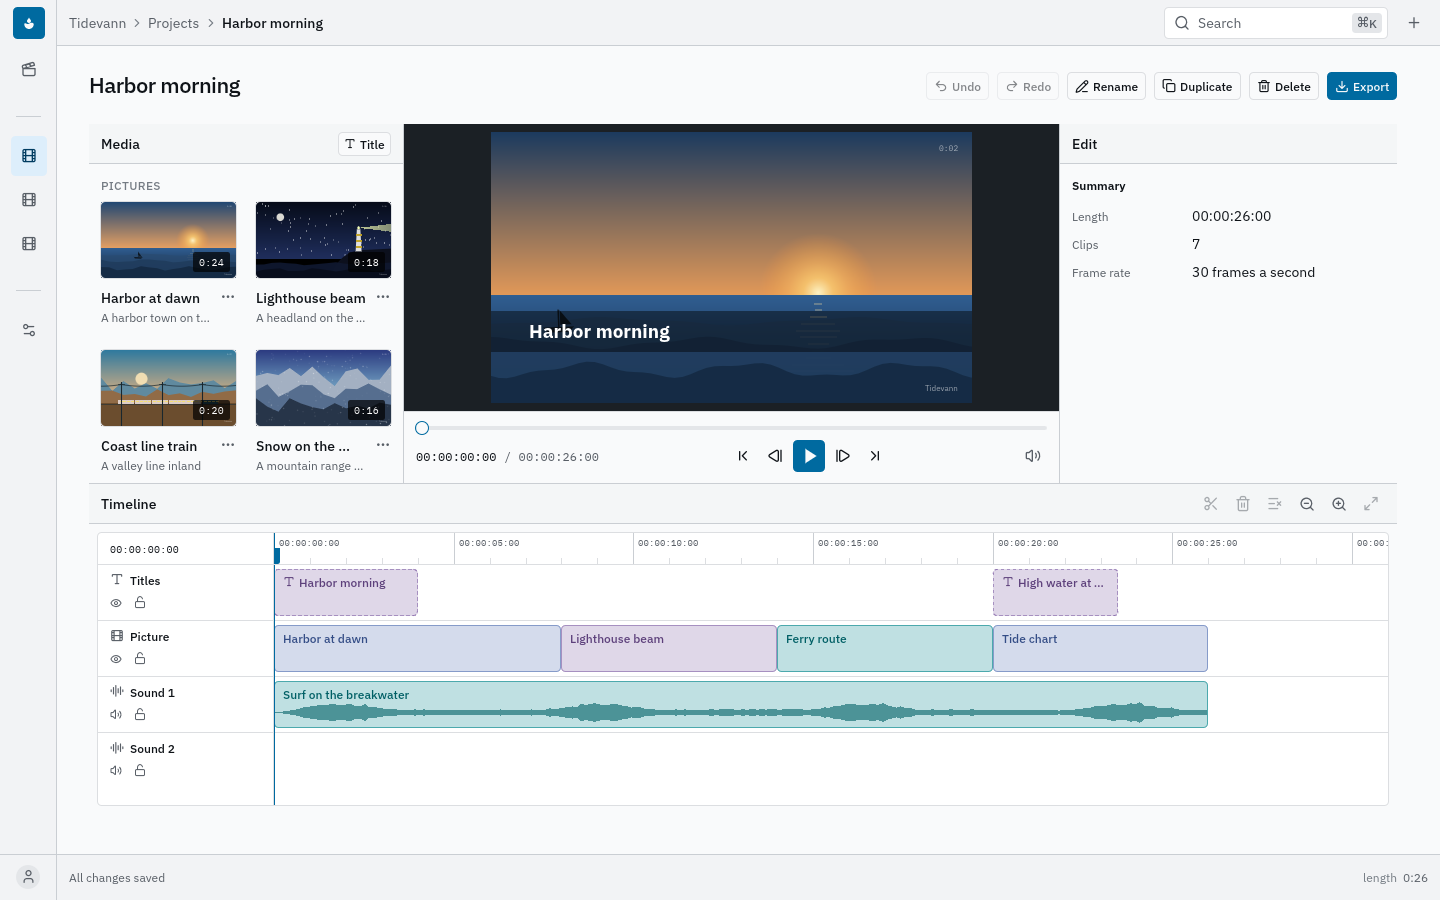 Tidevann
Projects
Harbor morning
Search
⌘K
Harbor morning
Undo
Redo
Rename
Duplicate
Delete
Export
Media
Title
PICTURES
0:24
0:18
Harbor at dawn
Lighthouse beam
A harbor town on t...
A headland on the ...
0:20
0:16
Coast line train
Snow on the ...
A valley line inland
A mountain range ...
0:02
Harbor morning
Tidevann
00:00:00:00 / 00:00:26:00
Edit
Summary
Length 00:00:26:00
Clips 7
Frame rate 30 frames a second
Timeline
00:00:00:00
00:00:00:00
00:00:05:00
00:00:10:00
00:00:15:00
00:00:20:00
00:00:25:00
00:00:
Titles
Harbor morning
High water at ...
Picture
Harbor at dawn
Lighthouse beam
Ferry route
Tide chart
Sound 1
Surf on the breakwater
Sound 2
All changes saved
length 0:26